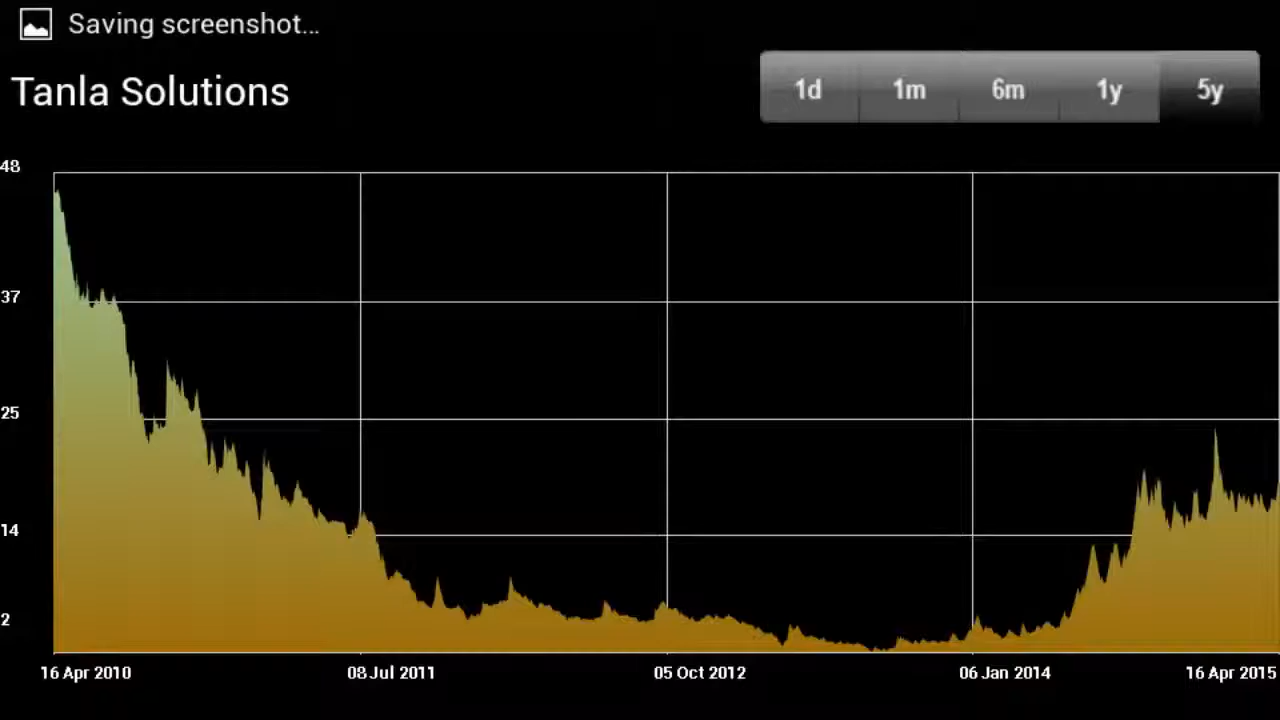 Saving screenshot...
Tanla Solutions
1d 1m 6m 1y 5y
48
37
25
14
2
16 Apr 2010 08 Jul 2011 05 Oct 2012 06 Jan 2014 16 Apr 2015